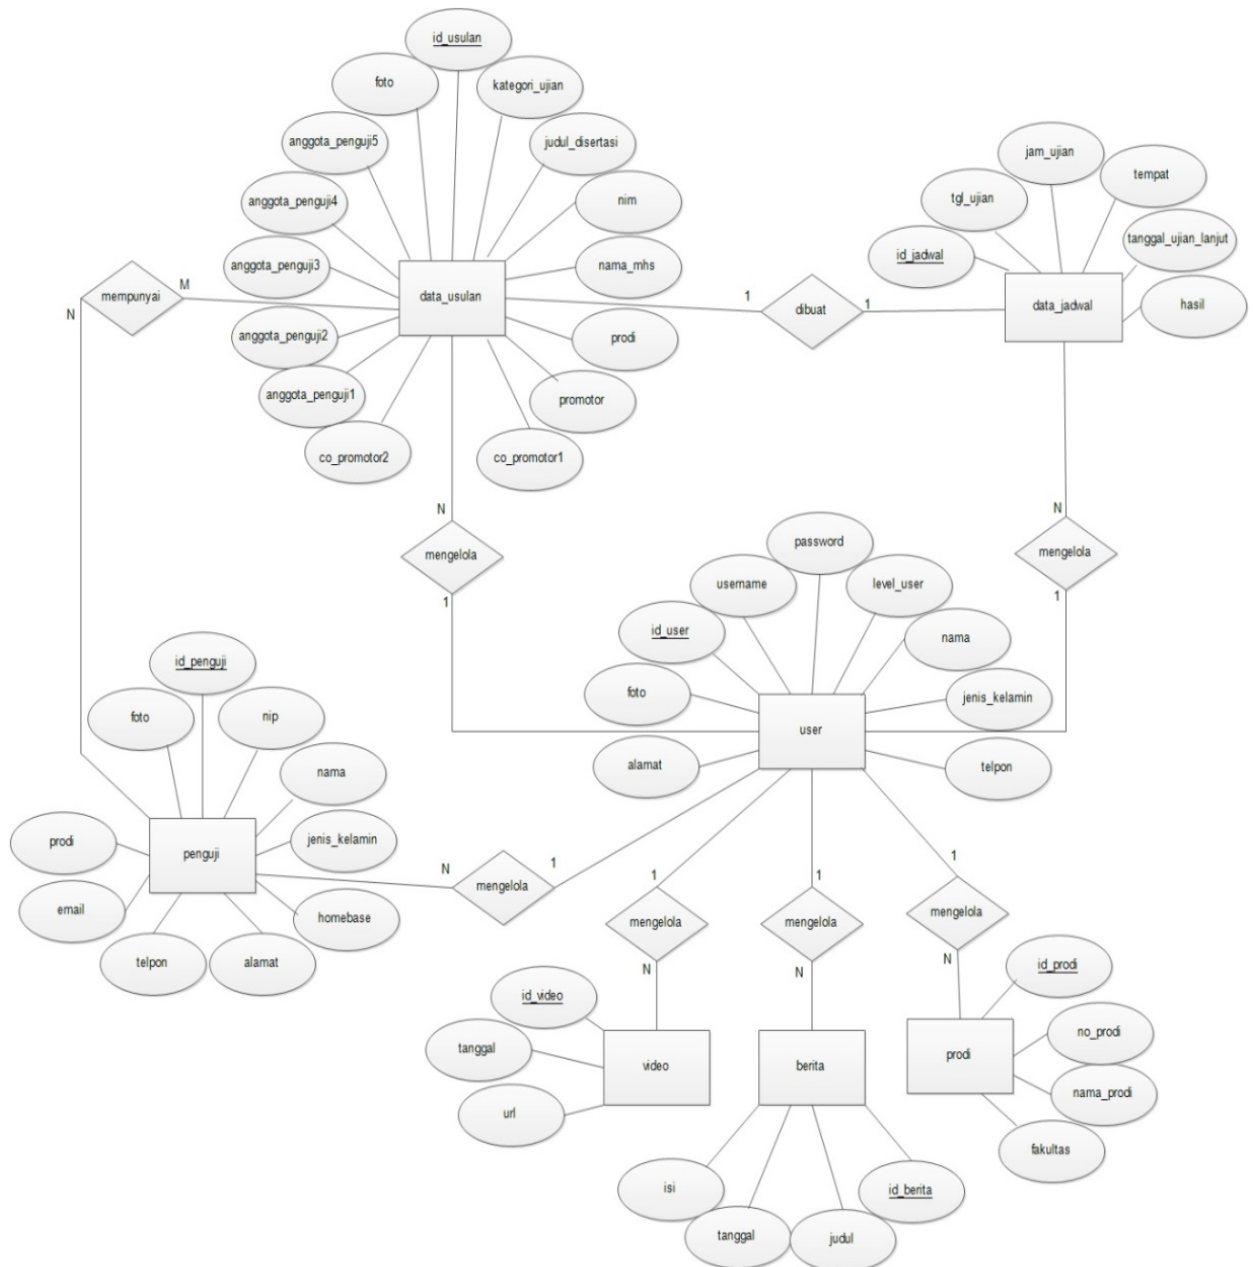 id_usulan
foto
kategori_ujian
anggota_penguji5
judul_disertasi
jam_ujian
tempat
anggota_penguji4
nim
tgl_ujian
tanggal_ujian_lanjut
id_jadwal
anggota_penguji3
nama_mhs
mempunyai
M
N
data_usulan
1
dibuat
1
data_jadwal
hasil
anggota_penguji2
prodi
anggota_penguji1
promotor
co_promotor2
co_promotor1
N
mengelola
1
N
mengelola
1
password
username
level_user
id_user
nama
foto
jenis_kelamin
user
alamat
telpon
id_penguji
foto
nip
nama
prodi
penguji
jenis_kelamin
email
homebase
telpon
alamat
N
mengelola
1
1
mengelola
N
1
mengelola
N
1
mengelola
N
id_video
tanggal
video
url
berita
isi
tanggal
judul
id_berita
id_prodi
no_prodi
prodi
nama_prodi
fakultas